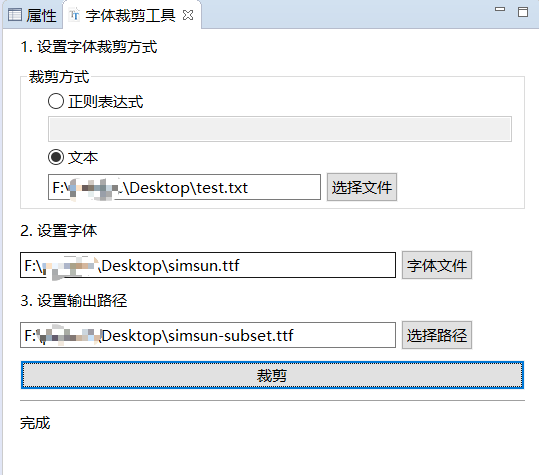 属性 字体裁剪工具
1. 设置字体裁剪方式
裁剪方式
正则表达式
文本
F:\ .\Desktop\test.txt 选择文件
2. 设置字体
F:\ \Desktop\simsun.ttf 字体文件
3. 设置输出路径
F:\ \Desktop\simsun-subset.ttf 选择路径
裁剪
完成